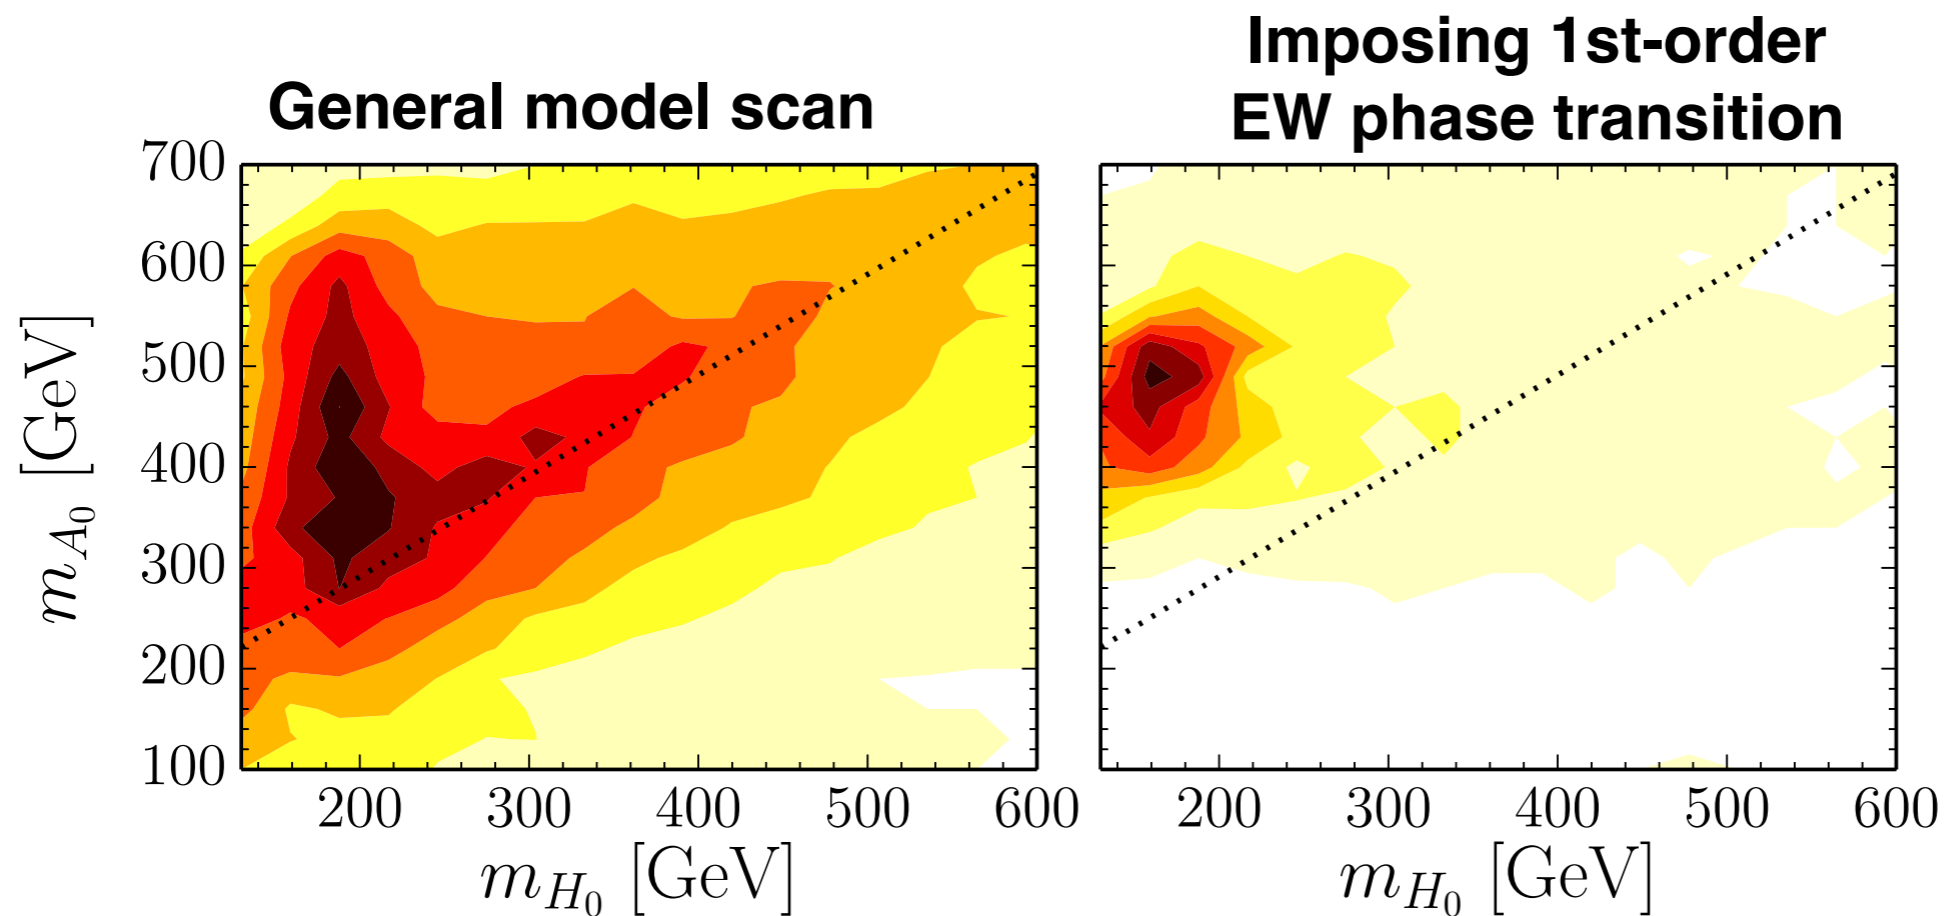 Imposing 1st-order
EW phase transition
General model scan
700
600
500
400
300
200
100
m_{A_0} [GeV]
200 300 400 500 600
200 300 400 500 600
m_{H_0} [GeV]
m_{H_0} [GeV]